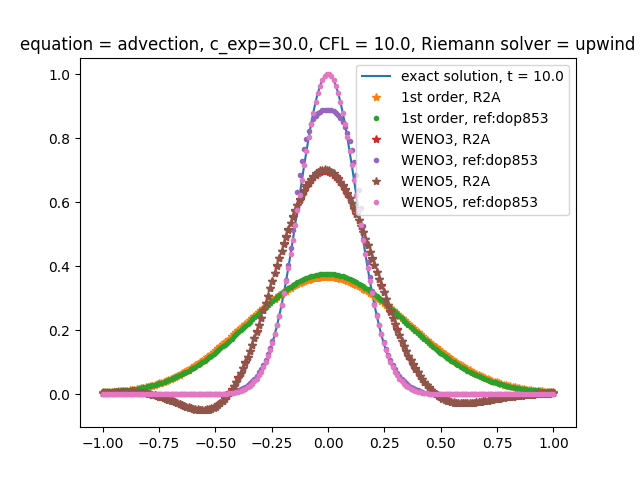 equation = advection, c_exp=30.0, CFL = 10.0, Riemann solver = upwind
exact solution, t = 10.0
1st order, R2A
1st order, ref:dop853
WENO3, R2A
WENO3, ref:dop853
WENO5, R2A
WENO5, ref:dop853
1.0
0.8
0.6
0.4
0.2
0.0
−1.00 −0.75 −0.50 −0.25 0.00 0.25 0.50 0.75 1.00